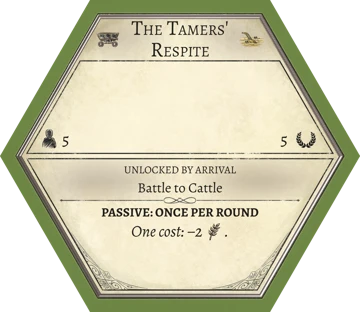 The Tamers'
Respite
5 5
UNLOCKED BY ARRIVAL
Battle to Cattle
PASSIVE: ONCE PER ROUND
One cost: −2 .